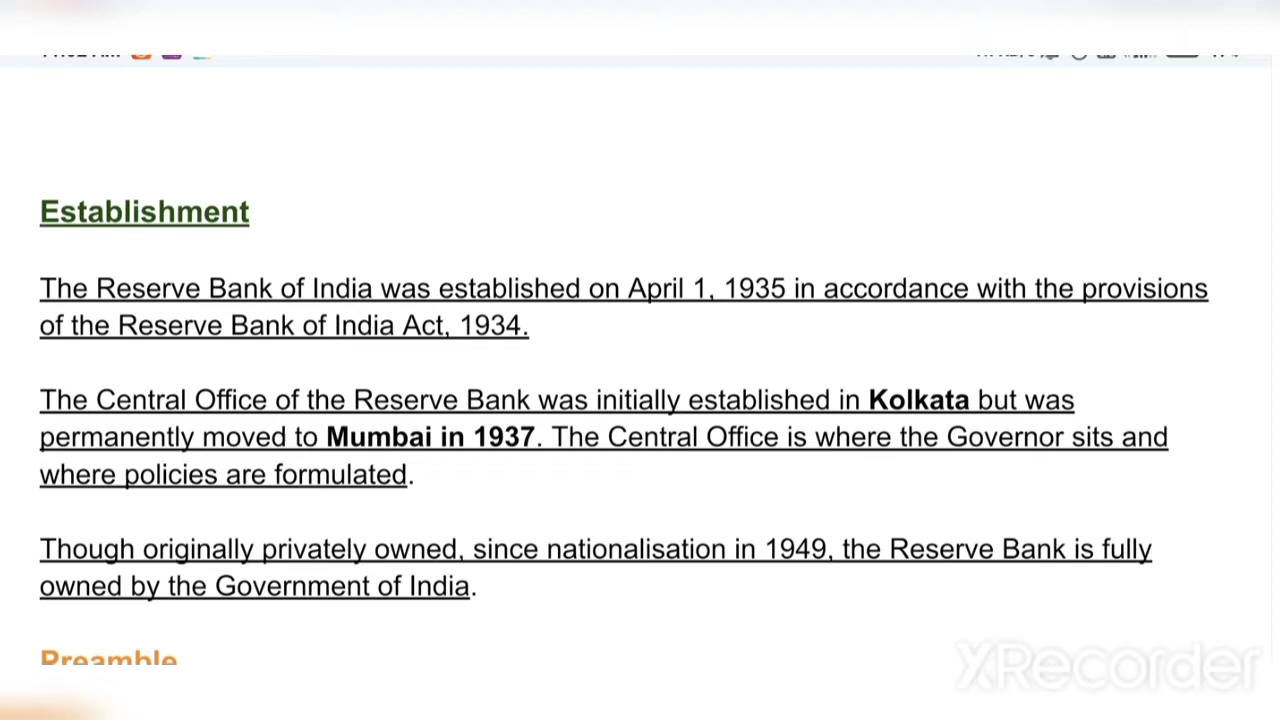 Establishment
The Reserve Bank of India was established on April 1, 1935 in accordance with the provisions
of the Reserve Bank of India Act, 1934.
The Central Office of the Reserve Bank was initially established in Kolkata but was
permanently moved to Mumbai in 1937. The Central Office is where the Governor sits and
where policies are formulated.
Though originally privately owned, since nationalisation in 1949, the Reserve Bank is fully
owned by the Government of India.
Preamble
XRecorder